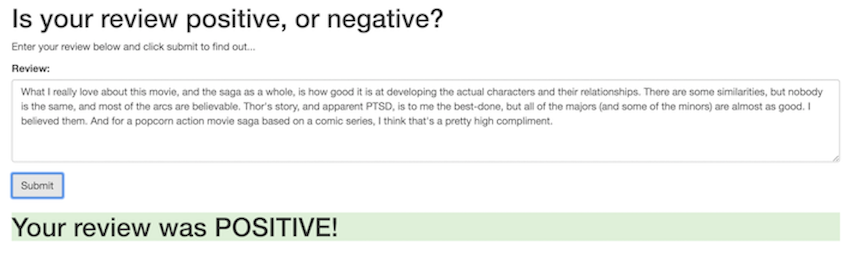 Is your review positive, or negative?
Enter your review below and click submit to find out...
Review:
What I really love about this movie, and the saga as a whole, is how good it is at developing the actual characters and their relationships. There are some similarities, but nobody
is the same, and most of the arcs are believable. Thor's story, and apparent PTSD, is to me the best-done, but all of the majors (and some of the minors) are almost as good. I
believed them. And for a popcorn action movie saga based on a comic series, I think that's a pretty high compliment.
Submit
Your review was POSITIVE!